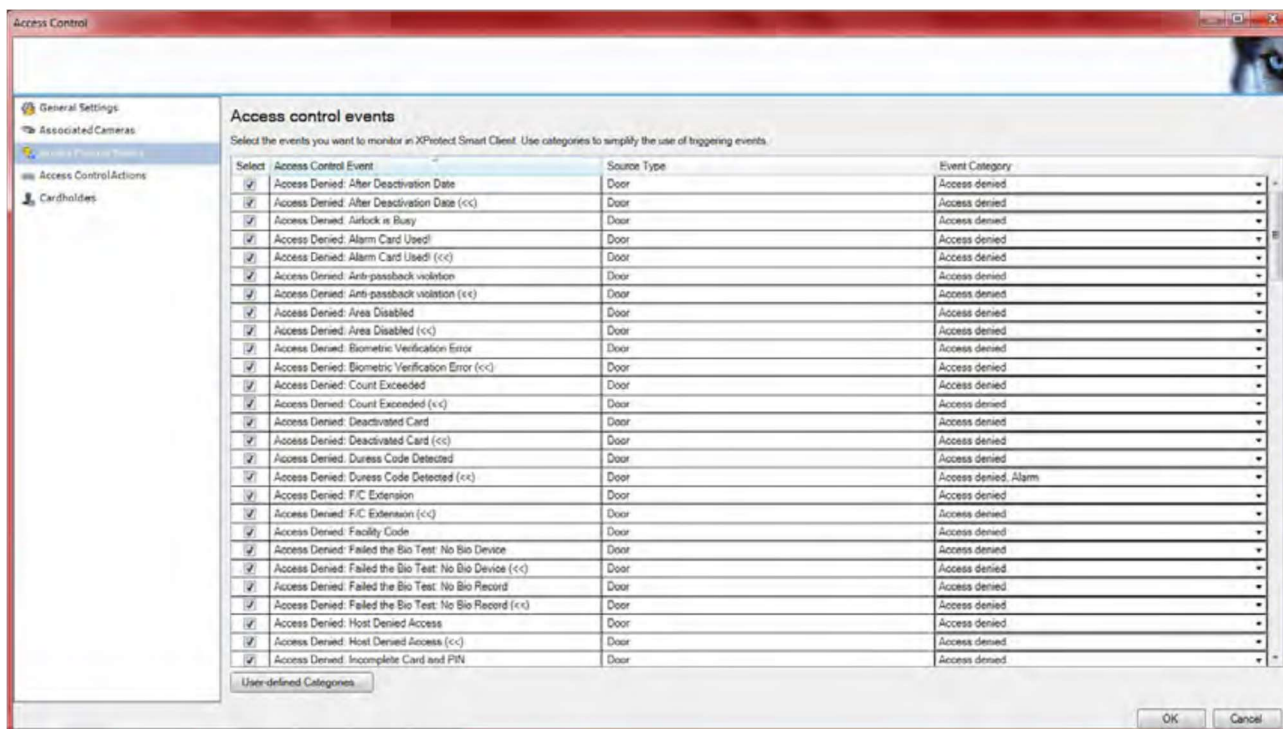 Access Control
General Settings
Associated Cameras
Access Control Events
Access Control Actions
Cardholders
Access control events
Select the events you want to monitor in XProtect Smart Client. Use categories to simplify the use of triggering events.
Select Access Control Event Source Type Event Category
Access Denied: After Deactivation Date Door Access denied
Access Denied: After Deactivation Date (<<) Door Access denied
Access Denied: Airlock is Busy Door Access denied
Access Denied: Alarm Card Used! Door Access denied
Access Denied: Alarm Card Used! (<<) Door Access denied
Access Denied: Anti-passback violation Door Access denied
Access Denied: Anti-passback violation (<<) Door Access denied
Access Denied: Area Disabled Door Access denied
Access Denied: Area Disabled (<<) Door Access denied
Access Denied: Biometric Verification Error Door Access denied
Access Denied: Biometric Verification Error (<<) Door Access denied
Access Denied: Count Exceeded Door Access denied
Access Denied: Count Exceeded (<<) Door Access denied
Access Denied: Deactivated Card Door Access denied
Access Denied: Deactivated Card (<<) Door Access denied
Access Denied: Duress Code Detected Door Access denied
Access Denied: Duress Code Detected (<<) Door Access denied, Alarm
Access Denied: F/C Extension Door Access denied
Access Denied: F/C Extension (<<) Door Access denied
Access Denied: Facility Code Door Access denied
Access Denied: Failed the Bio Test: No Bio Device Door Access denied
Access Denied: Failed the Bio Test: No Bio Device (<<) Door Access denied
Access Denied: Failed the Bio Test: No Bio Record Door Access denied
Access Denied: Failed the Bio Test: No Bio Record (<<) Door Access denied
Access Denied: Host Denied Access Door Access denied
Access Denied: Host Denied Access (<<) Door Access denied
Access Denied: Incomplete Card and PIN Door Access denied
User-defined Categories...
OK Cancel